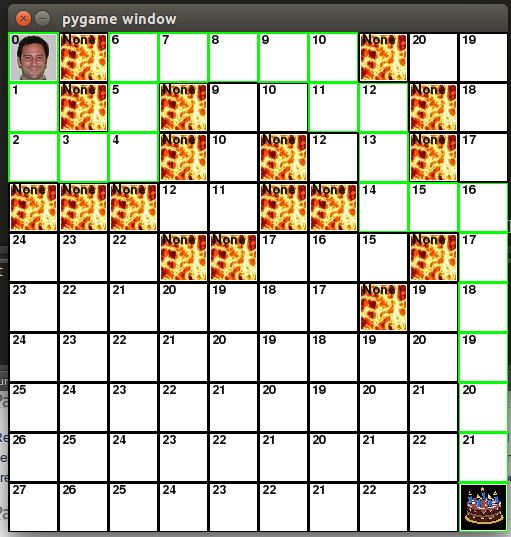 pygame window
0 None 6 7 8 9 10 None 20 19
1 None 5 None 9 10 11 12 None 18
2 3 4 None 10 None 12 13 None 17
None None None 12 11 None None 14 15 16
24 23 22 None None 17 16 15 None 17
23 22 21 20 19 18 17 None 19 18
24 23 22 21 20 19 18 19 20 19
25 24 23 22 21 20 19 20 21 20
26 25 24 23 22 21 20 21 22 21
27 26 25 24 23 22 21 22 23